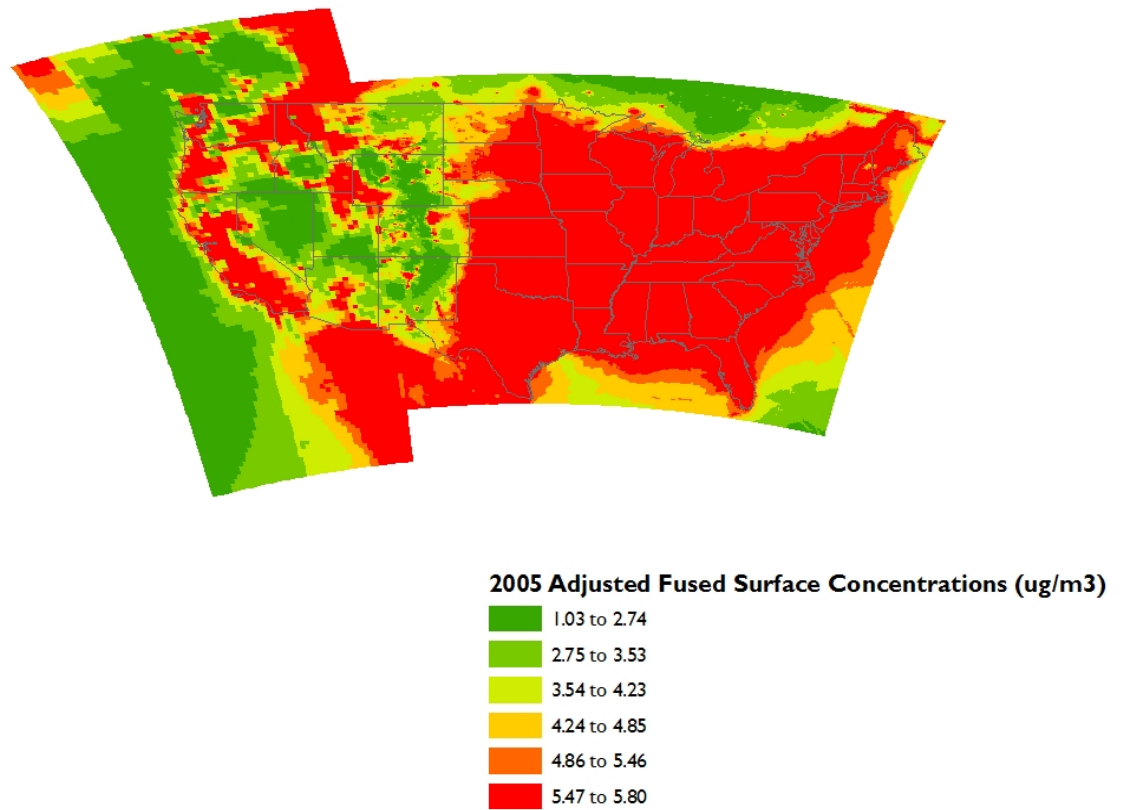 2005 Adjusted Fused Surface Concentrations (ug/m3)
1.03 to 2.74
2.75 to 3.53
3.54 to 4.23
4.24 to 4.85
4.86 to 5.46
5.47 to 5.80